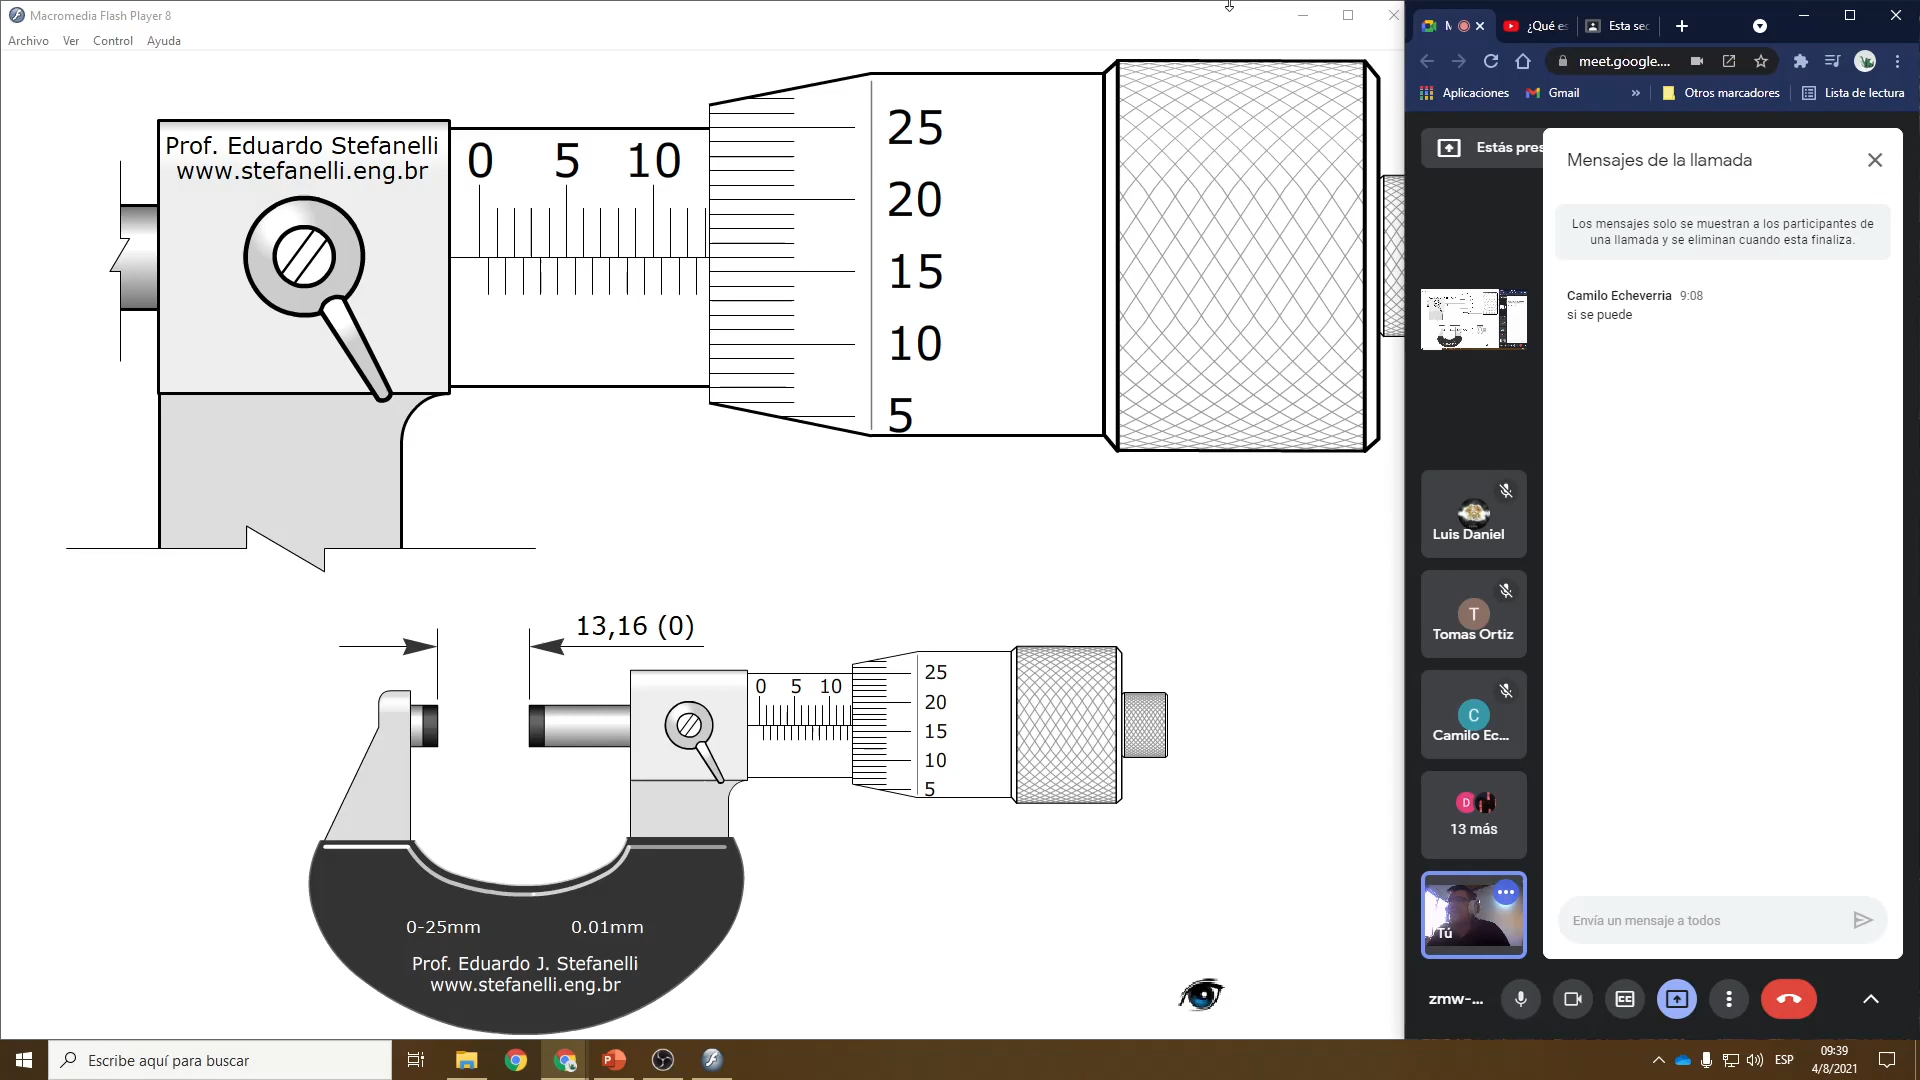 Macromedia Flash Player 8
Archivo Ver Control Ayuda
Prof. Eduardo Stefanelli
www.stefanelli.eng.br
0 5 10
25
20
15
10
5
13,16 (0)
0 5 10
25
20
15
10
5
0-25mm 0.01mm
Prof. Eduardo J. Stefanelli
www.stefanelli.eng.br
M ¿Qué es Esta sec
meet.google....
Aplicaciones Gmail » Otros marcadores Lista de lectura
Estás pres
Mensajes de la llamada
Los mensajes solo se muestran a los participantes de
una llamada y se eliminan cuando esta finaliza.
Camilo Echeverria 9:08
si se puede
Luis Daniel
T
Tomas Ortiz
C
Camilo Ec...
D
13 más
Tú
Envía un mensaje a todos
zmw-...
Escribe aquí para buscar
ESP
09:39
4/8/2021